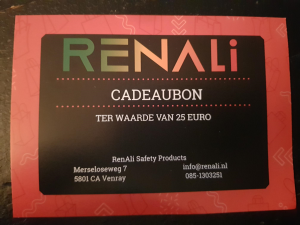 RENALi
CADEAUBON
TER WAARDE VAN 25 EURO
RenAli Safety Products
Merseloseweg 7 info@renali.nl
5801 CA Venray 085-1303251